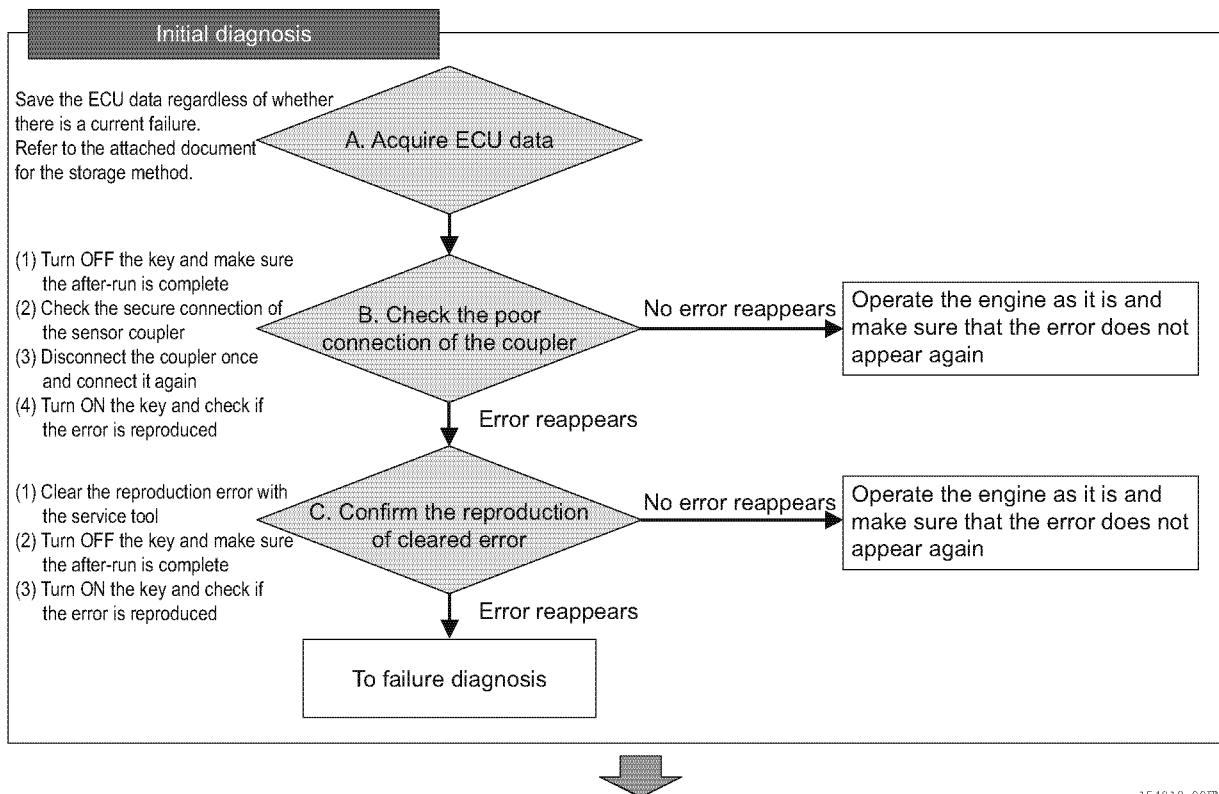 Initial diagnosis
Save the ECU data regardless of whether
there is a current failure.
Refer to the attached document
for the storage method.
A. Acquire ECU data
(1) Turn OFF the key and make sure
the after-run is complete
(2) Check the secure connection of
the sensor coupler
(3) Disconnect the coupler once
and connect it again
(4) Turn ON the key and check if
the error is reproduced
B. Check the poor
connection of the coupler
No error reappears
Operate the engine as it is and
make sure that the error does not
appear again
Error reappears
(1) Clear the reproduction error with
the service tool
(2) Turn OFF the key and make sure
the after-run is complete
(3) Turn ON the key and check if
the error is reproduced
C. Confirm the reproduction
of cleared error
No error reappears
Operate the engine as it is and
make sure that the error does not
appear again
Error reappears
To failure diagnosis